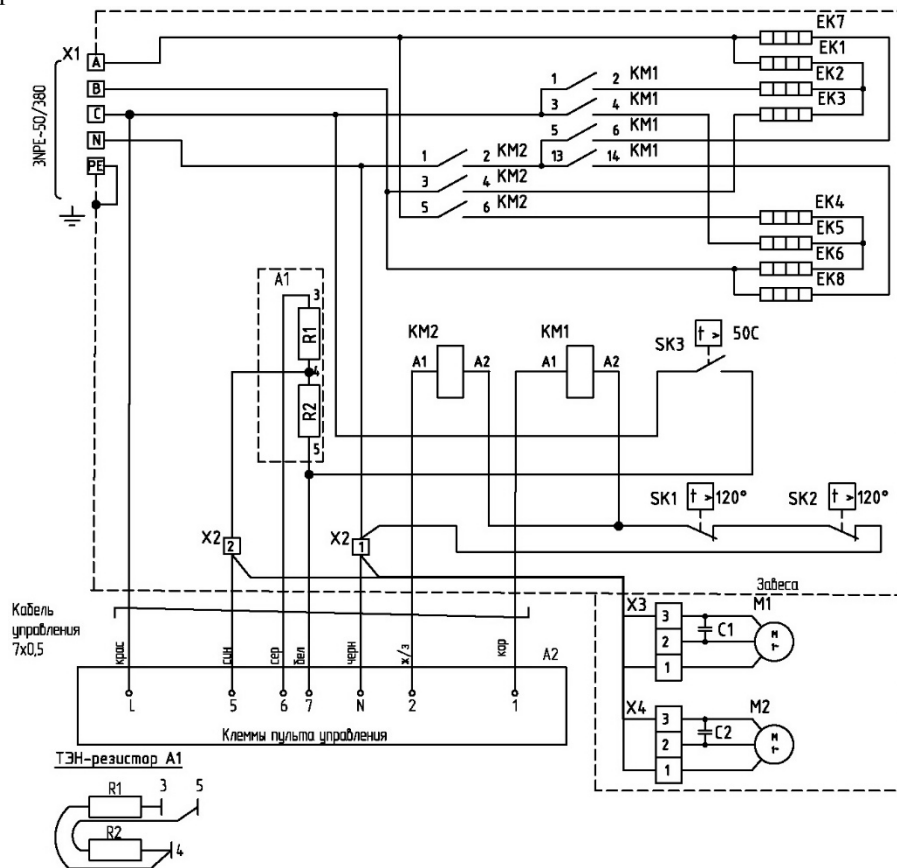 EK7
X1 A EK1
B 1 2 KM1 EK2
C 3 4 KM1 EK3
3NPE~50/380
N 5 6 KM1
1 2 KM2 13 14 KM1
PE
3 4 KM2
5 6 KM2 EK4
EK5
EK6
EK8
A1
3
R1
4
R2
5
KM2 KM1 t > 50C
SK3
A1 A2 A1 A2
SK1 t > 120° SK2 t > 120°
X2 2 X2 1
Завеса
Кабель
управления
7х0,5
X3 3 M1
C1
2 М 1~
1
крас син сер бел черн ж/з кор
A2
X4 3 M2
C2
2 М 1~
1
L 5 6 7 N 2 1
Клеммы пульта управления
ТЭН-резистор А1
R1 3 5
R2
4